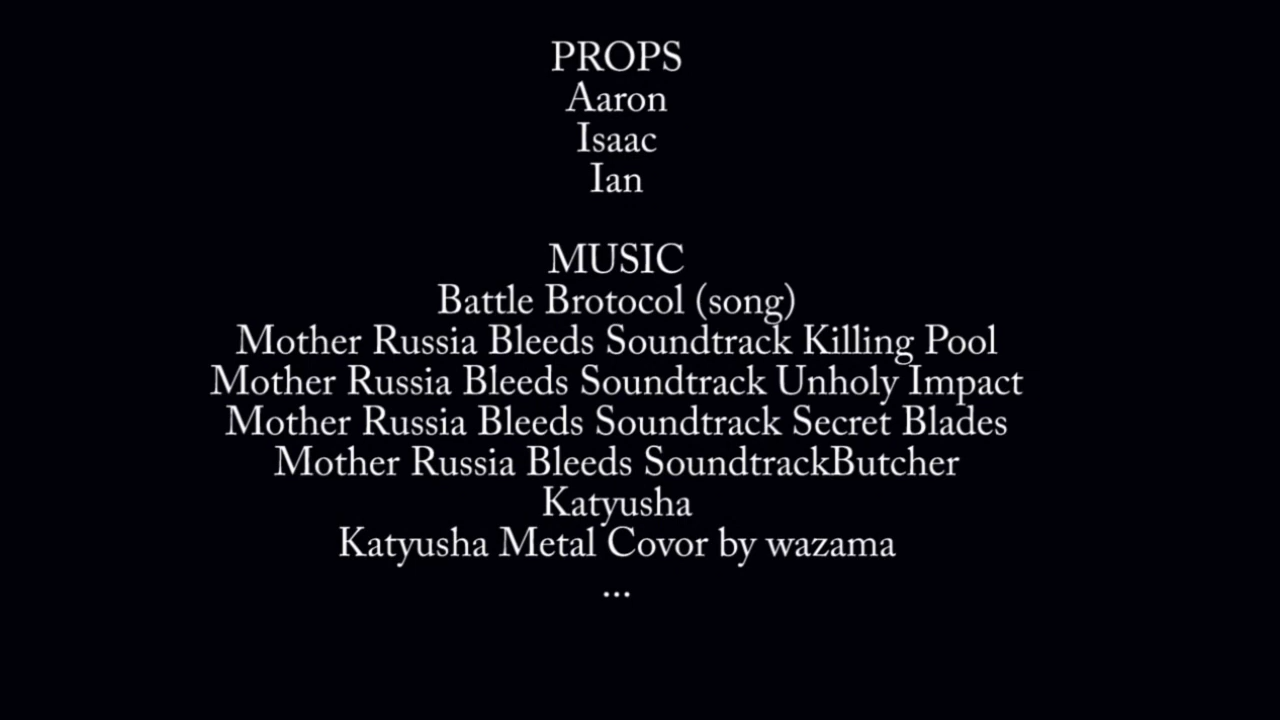 PROPS
Aaron
Isaac
Ian
MUSIC
Battle Brotocol (song)
Mother Russia Bleeds Soundtrack Killing Pool
Mother Russia Bleeds Soundtrack Unholy Impact
Mother Russia Bleeds Soundtrack Secret Blades
Mother Russia Bleeds SoundtrackButcher
Katyusha
Katyusha Metal Covor by wazama
...